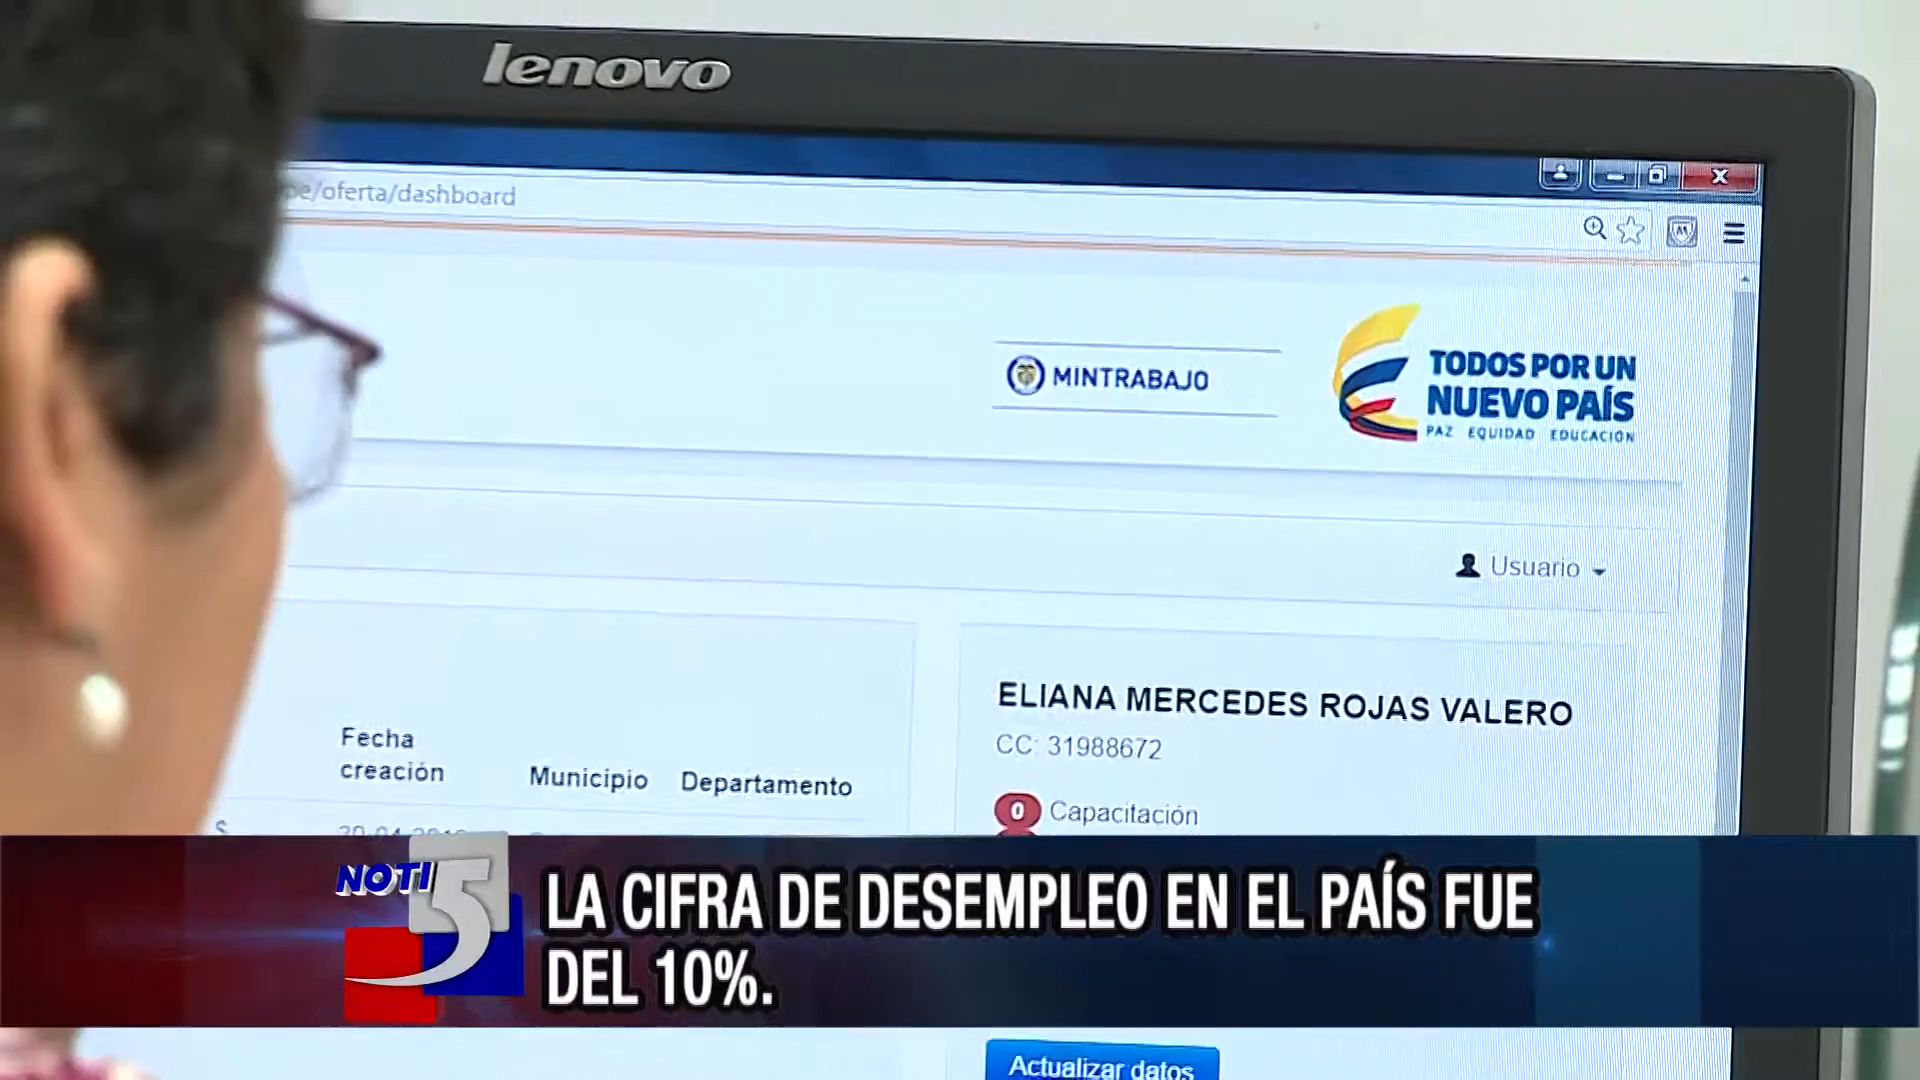 lenovo
/oferta/dashboard
MINTRABAJO
TODOS POR UN
NUEVO PAÍS
PAZ EQUIDAD EDUCACIÓN
Usuario
ELIANA MERCEDES ROJAS VALERO
CC: 31988672
Fecha
creación
Municipio
Departamento
0 Capacitación
NOTI 5
LA CIFRA DE DESEMPLEO EN EL PAÍS FUE
DEL 10%.
Actualizar datos